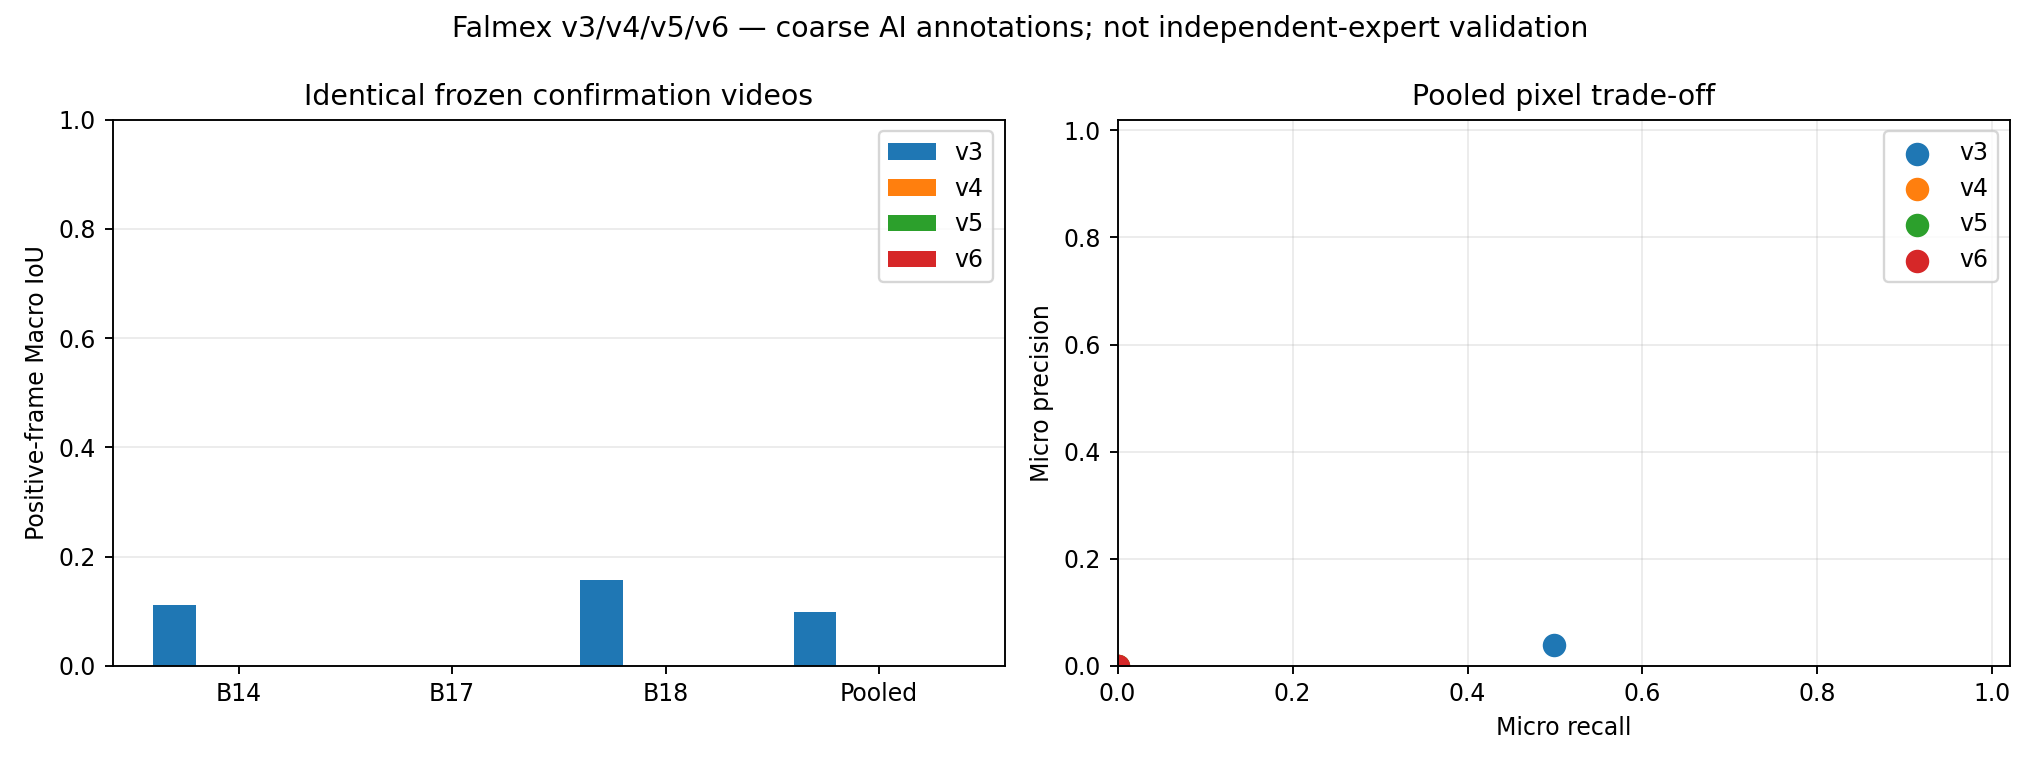 Falmex v3/v4/v5/v6 — coarse AI annotations; not independent-expert validation
Identical frozen confirmation videos
Positive-frame Macro IoU
1.0
0.8
0.6
0.4
0.2
0.0
B14 B17 B18 Pooled
v3
v4
v5
v6
Pooled pixel trade-off
Micro precision
1.0
0.8
0.6
0.4
0.2
0.0
0.0 0.2 0.4 0.6 0.8 1.0
Micro recall
v3
v4
v5
v6